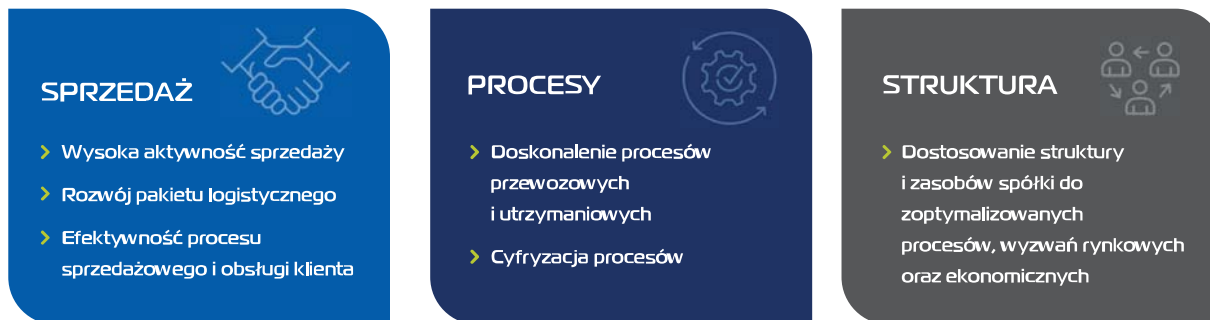 SPRZEDAŻ
Wysoka aktywność sprzedaży
Rozwój pakietu logistycznego
Efektywność procesu
sprzedażowego i obsługi klienta
PROCESY
Doskonalenie procesów
przewozowych
i utrzymaniowych
Cyfryzacja procesów
STRUKTURA
Dostosowanie struktury
i zasobów spółki do
zoptymalizowanych
procesów, wyzwań rynkowych
oraz ekonomicznych